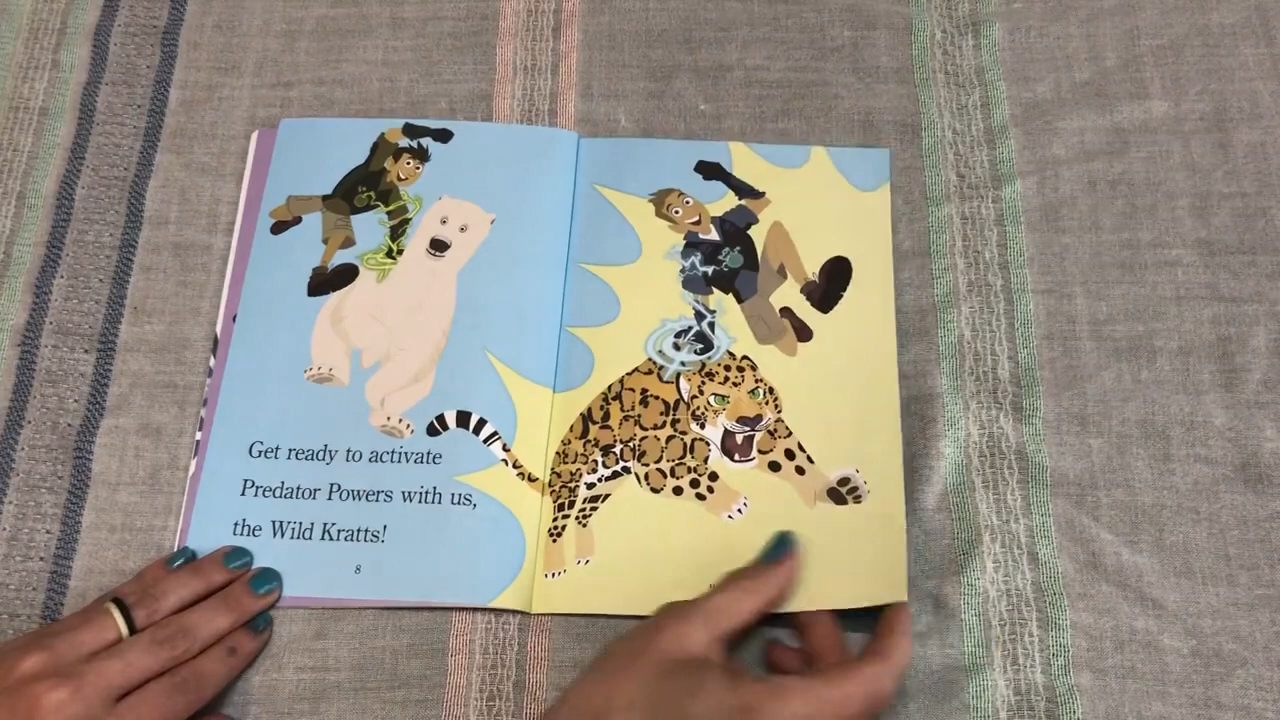 Get ready to activate
Predator Powers with us,
the Wild Kratts!
8